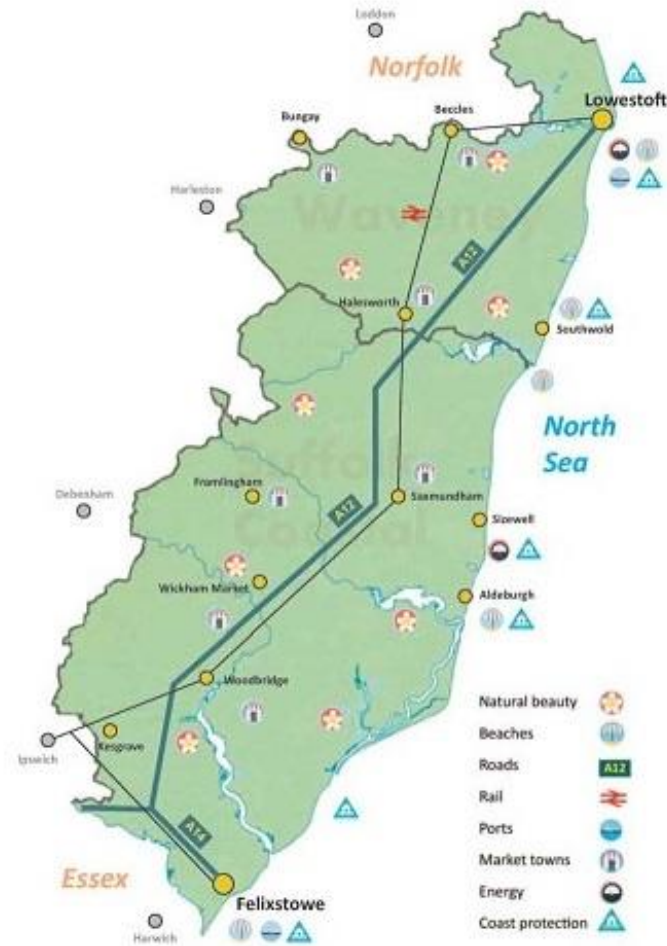 Loddon
Norfolk
Lowestoft
Beccles
Bungay
Harleston
Waveney
A12
Halesworth
Southwold
North
Sea
Framlingham
Suffolk
Saxmundham
Debenham
A12
Coastal
Sizewell
Wickham Market
Aldeburgh
Woodbridge
Kesgrave
Ipswich
A14
Essex
Felixstowe
Harwich
Natural beauty
Beaches
Roads A12
Rail
Ports
Market towns
Energy
Coast protection